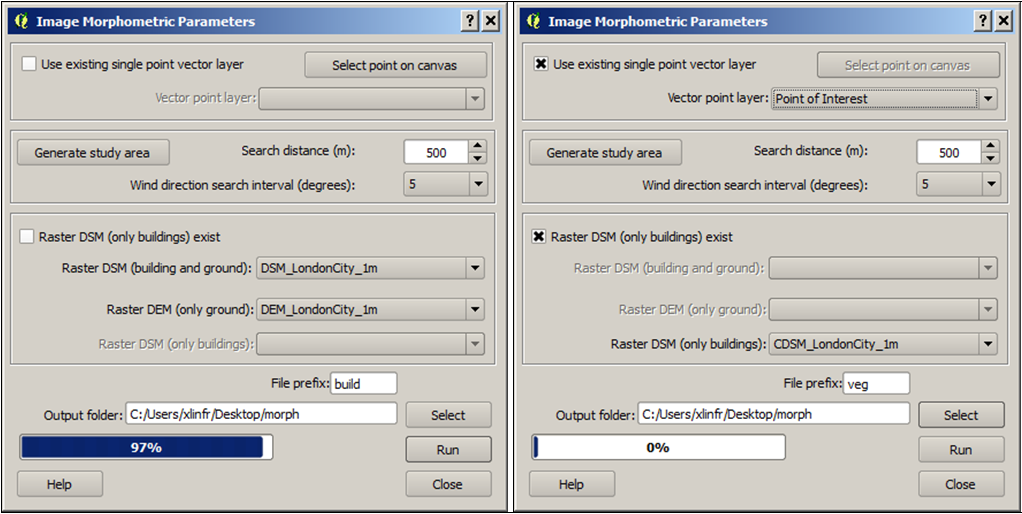 Image Morphometric Parameters
?
Use existing single point vector layer
Select point on canvas
Vector point layer:
Generate study area
Search distance (m):
500
Wind direction search interval (degrees):
5
Raster DSM (only buildings) exist
Raster DSM (building and ground):
DSM_LondonCity_1m
Raster DEM (only ground):
DEM_LondonCity_1m
Raster DSM (only buildings):
File prefix:
build
Output folder:
C:/Users/xlinfr/Desktop/morph
Select
97%
Run
Help
Close
Image Morphometric Parameters
?
Use existing single point vector layer
Select point on canvas
Vector point layer:
Point of Interest
Generate study area
Search distance (m):
500
Wind direction search interval (degrees):
5
Raster DSM (only buildings) exist
Raster DSM (building and ground):
Raster DEM (only ground):
Raster DSM (only buildings):
CDSM_LondonCity_1m
File prefix:
veg
Output folder:
C:/Users/xlinfr/Desktop/morph
Select
0%
Run
Help
Close